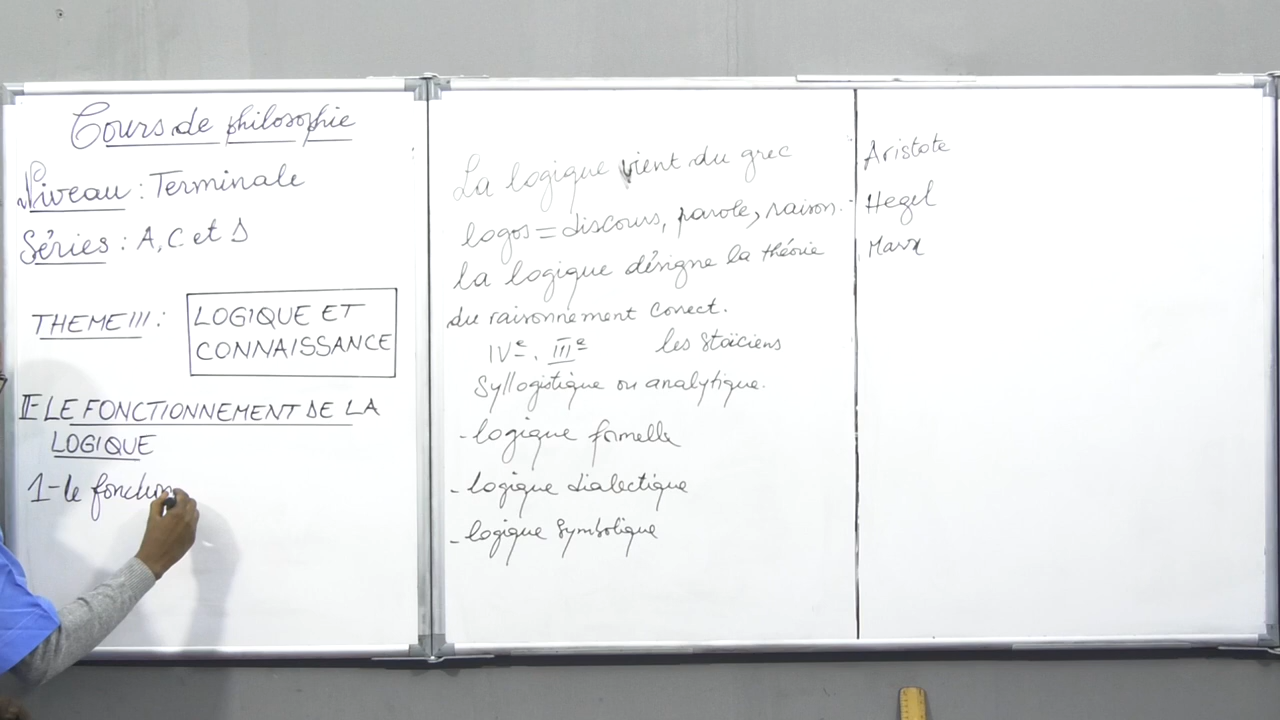 Cours de philosophie
Niveau : Terminale
Séries : A, C et D
THEME III : LOGIQUE ET CONNAISSANCE
II- LE FONCTIONNEMENT DE LA
LOGIQUE
1- le fonction
La logique vient du grec
logos = discours, parole, raison.
la logique désigne la théorie
du raisonnement correct.
IVe. IIIe les Stoïciens
Syllogistique ou analytique.
- logique formelle
- logique dialectique
- logique symbolique
Aristote
Hegel
Marx